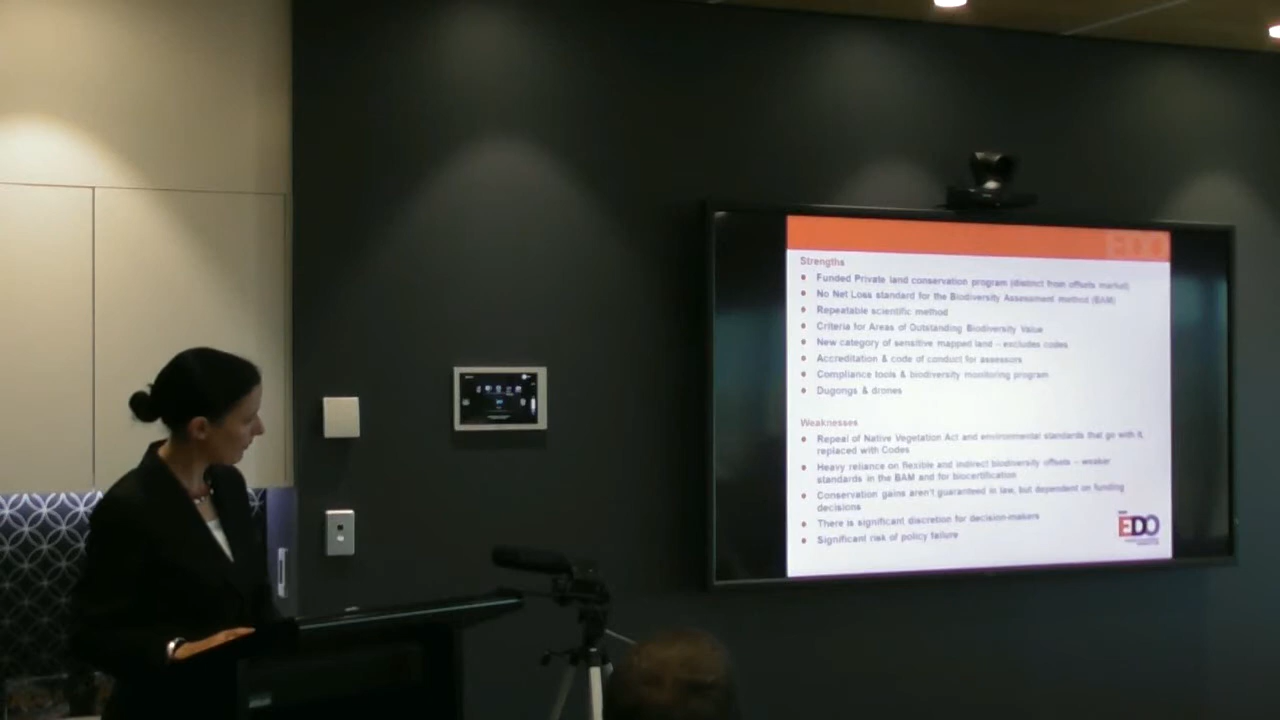 EDO
Strengths
Funded Private land conservation program (distinct from offsets market)
No Net Loss standard for the Biodiversity Assessment method (BAM)
Repeatable scientific method
Criteria for Areas of Outstanding Biodiversity Value
New category of sensitive mapped land – excludes codes
Accreditation & code of conduct for assessors
Compliance tools & biodiversity monitoring program
Dugongs & drones
Weaknesses
Repeal of Native Vegetation Act and environmental standards that go with it,
replaced with Codes
Heavy reliance on flexible and indirect biodiversity offsets – weaker
standards in the BAM and for biocertification
Conservation gains aren't guaranteed in law, but dependent on funding
decisions
There is significant discretion for decision-makers
Significant risk of policy failure
EDO